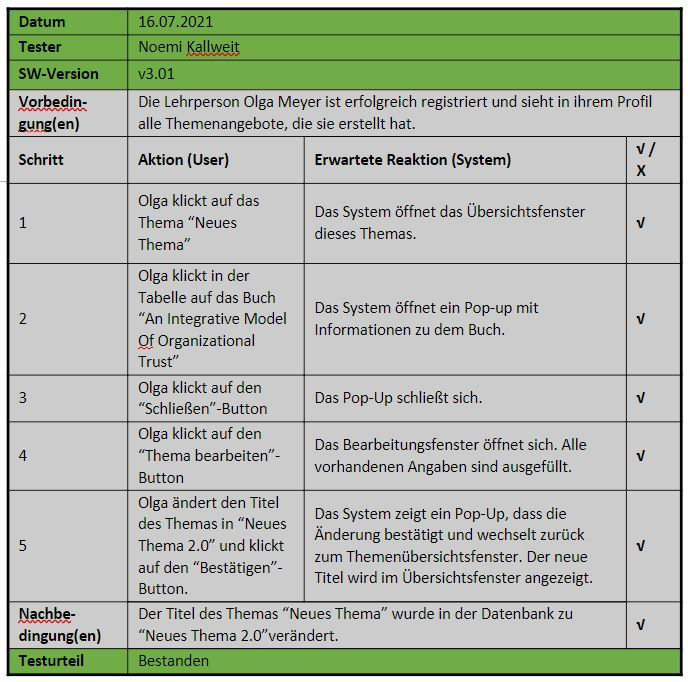 Datum 16.07.2021
Tester Noemi Kallweit
SW-Version v3.01
Vorbedin-
gung(en)
Die Lehrperson Olga Meyer ist erfolgreich registriert und sieht in ihrem Profil
alle Themenangebote, die sie erstellt hat.
Schritt
Aktion (User)
Erwartete Reaktion (System)
√ /
X
1
Olga klickt auf das
Thema “Neues
Thema”
Das System öffnet das Übersichtsfenster
dieses Themas.
√
2
Olga klickt in der
Tabelle auf das Buch
“An Integrative Model
Of Organizational
Trust”
Das System öffnet ein Pop-up mit
Informationen zu dem Buch.
√
3
Olga klickt auf den
“Schließen”-Button
Das Pop-Up schließt sich.
√
4
Olga klickt auf den
“Thema bearbeiten”-
Button
Das Bearbeitungsfenster öffnet sich. Alle
vorhandenen Angaben sind ausgefüllt.
√
5
Olga ändert den Titel
des Themas in “Neues
Thema 2.0” und klickt
auf den “Bestätigen”-
Button.
Das System zeigt ein Pop-Up, dass die
Änderung bestätigt und wechselt zurück
zum Themenübersichtsfenster. Der neue
Titel wird im Übersichtsfenster angezeigt.
√
Nachbe-
dingung(en)
Der Titel des Themas “Neues Thema” wurde in der Datenbank zu
“Neues Thema 2.0”verändert.
√
Testurteil Bestanden